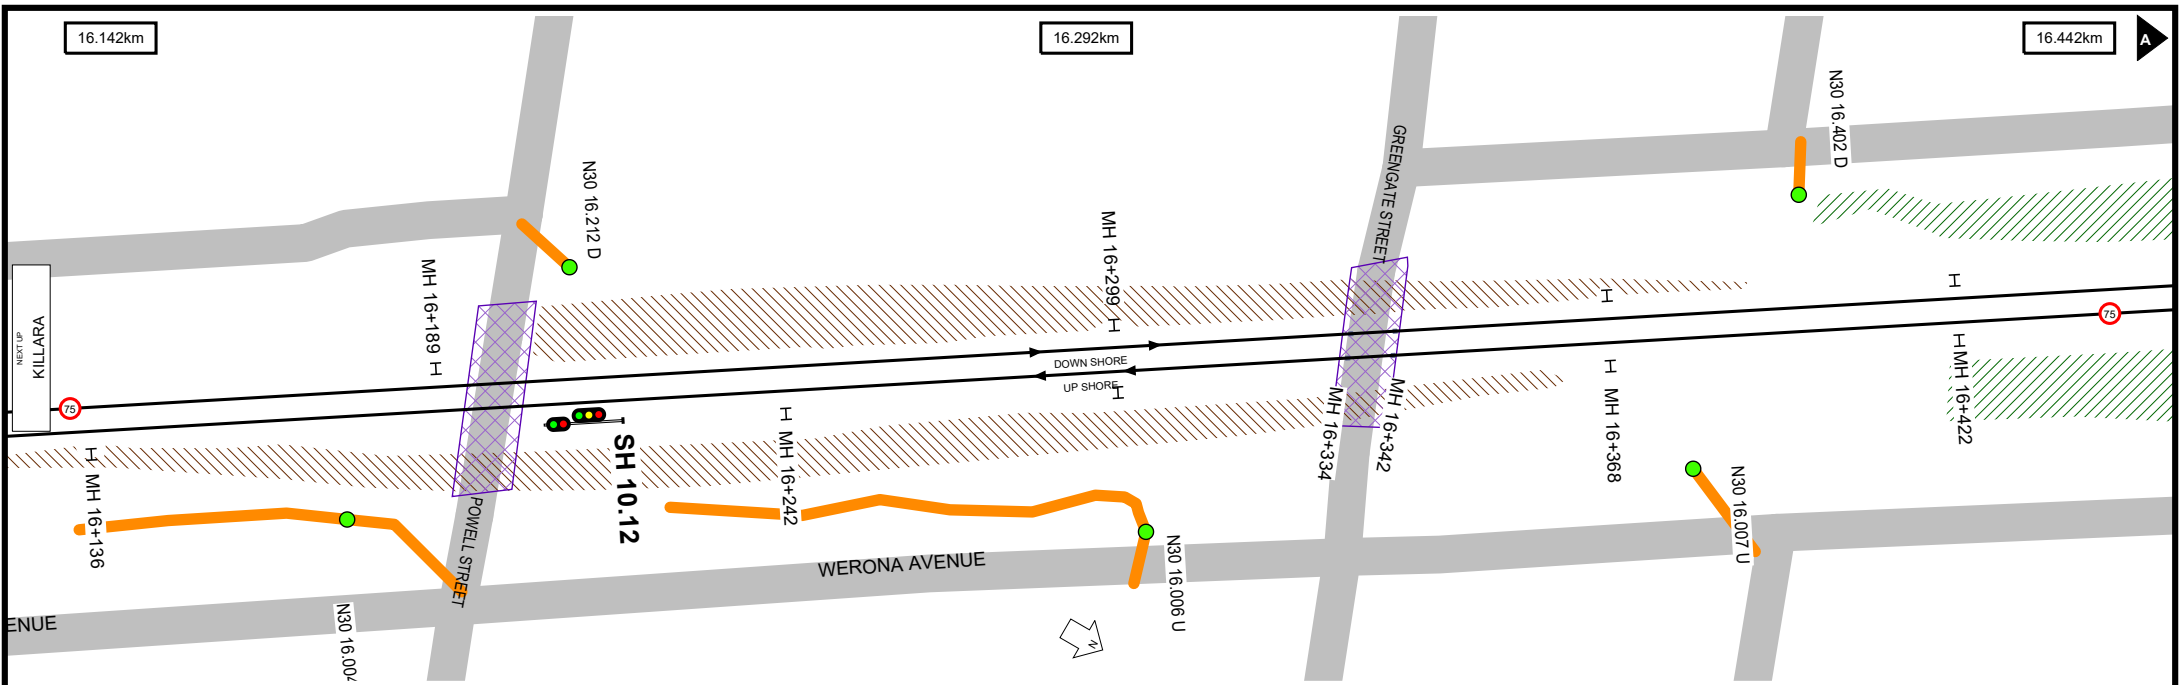 16.142km
16.292km
16.442km
A
N30 16.402 D
GREENGATE STREET
N30 16.212 D
MH 16+299
MH 16+189
NEXT UP
KILLARA
75
75
DOWN SHORE
UP SHORE
MH 16+334
MH 16+342
MH 16+368
MH 16+422
SH 10.12
MH 16+242
MH 16+136
POWELL STREET
WERONA AVENUE
N30 16.006 U
N30 16.007 U
N30 16.004
ENUE
N